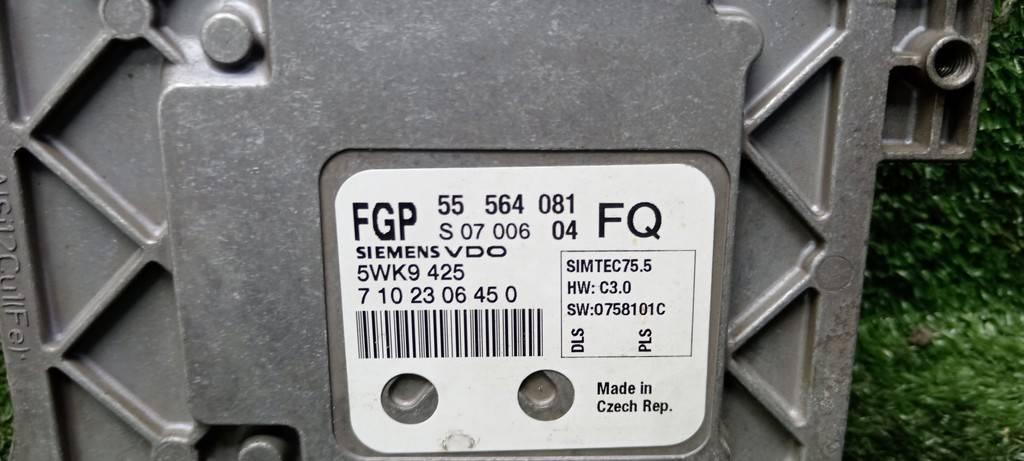 FGP 55 564 081 FQ
S 07 006 04
SIEMENS VDO
5WK9 425
7 10 23 06 45 0
SIMTEC75.5
HW: C3.0
SW:0758101C
DLS PLS
Made in
Czech Rep.